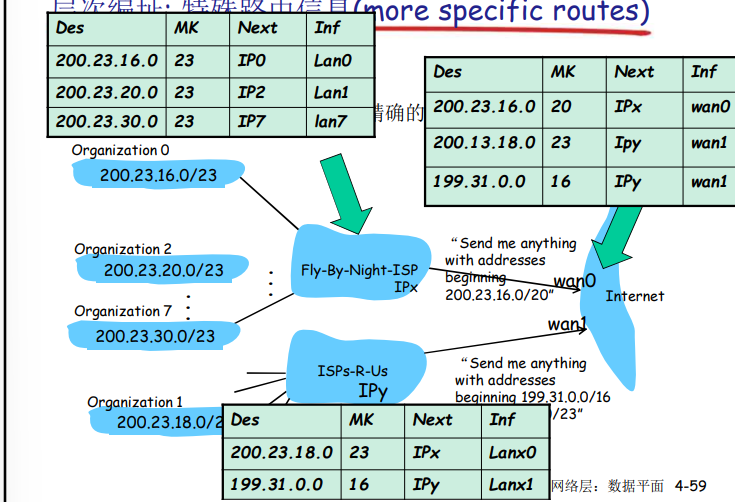 (more specific routes)
Des MK Next Inf
200.23.16.0 23 IP0 Lan0
200.23.20.0 23 IP2 Lan1
200.23.30.0 23 IP7 lan7
精确的
Des MK Next Inf
200.23.16.0 20 IPx wan0
200.13.18.0 23 Ipy wan1
199.31.0.0 16 IPy wan1
Organization 0
200.23.16.0/23
Organization 2
200.23.20.0/23
Organization 7
200.23.30.0/23
Fly-By-Night-ISP
IPx
“Send me anything
with addresses
beginning
200.23.16.0/20”
wan0
Internet
wan1
ISPs-R-Us
IPy
“Send me anything
with addresses
beginning 199.31.0.0/16
/23”
Organization 1
200.23.18.0/2
Des MK Next Inf
200.23.18.0 23 IPx Lanx0
199.31.0.0 16 IPy Lanx1
网络层：数据平面 4-59